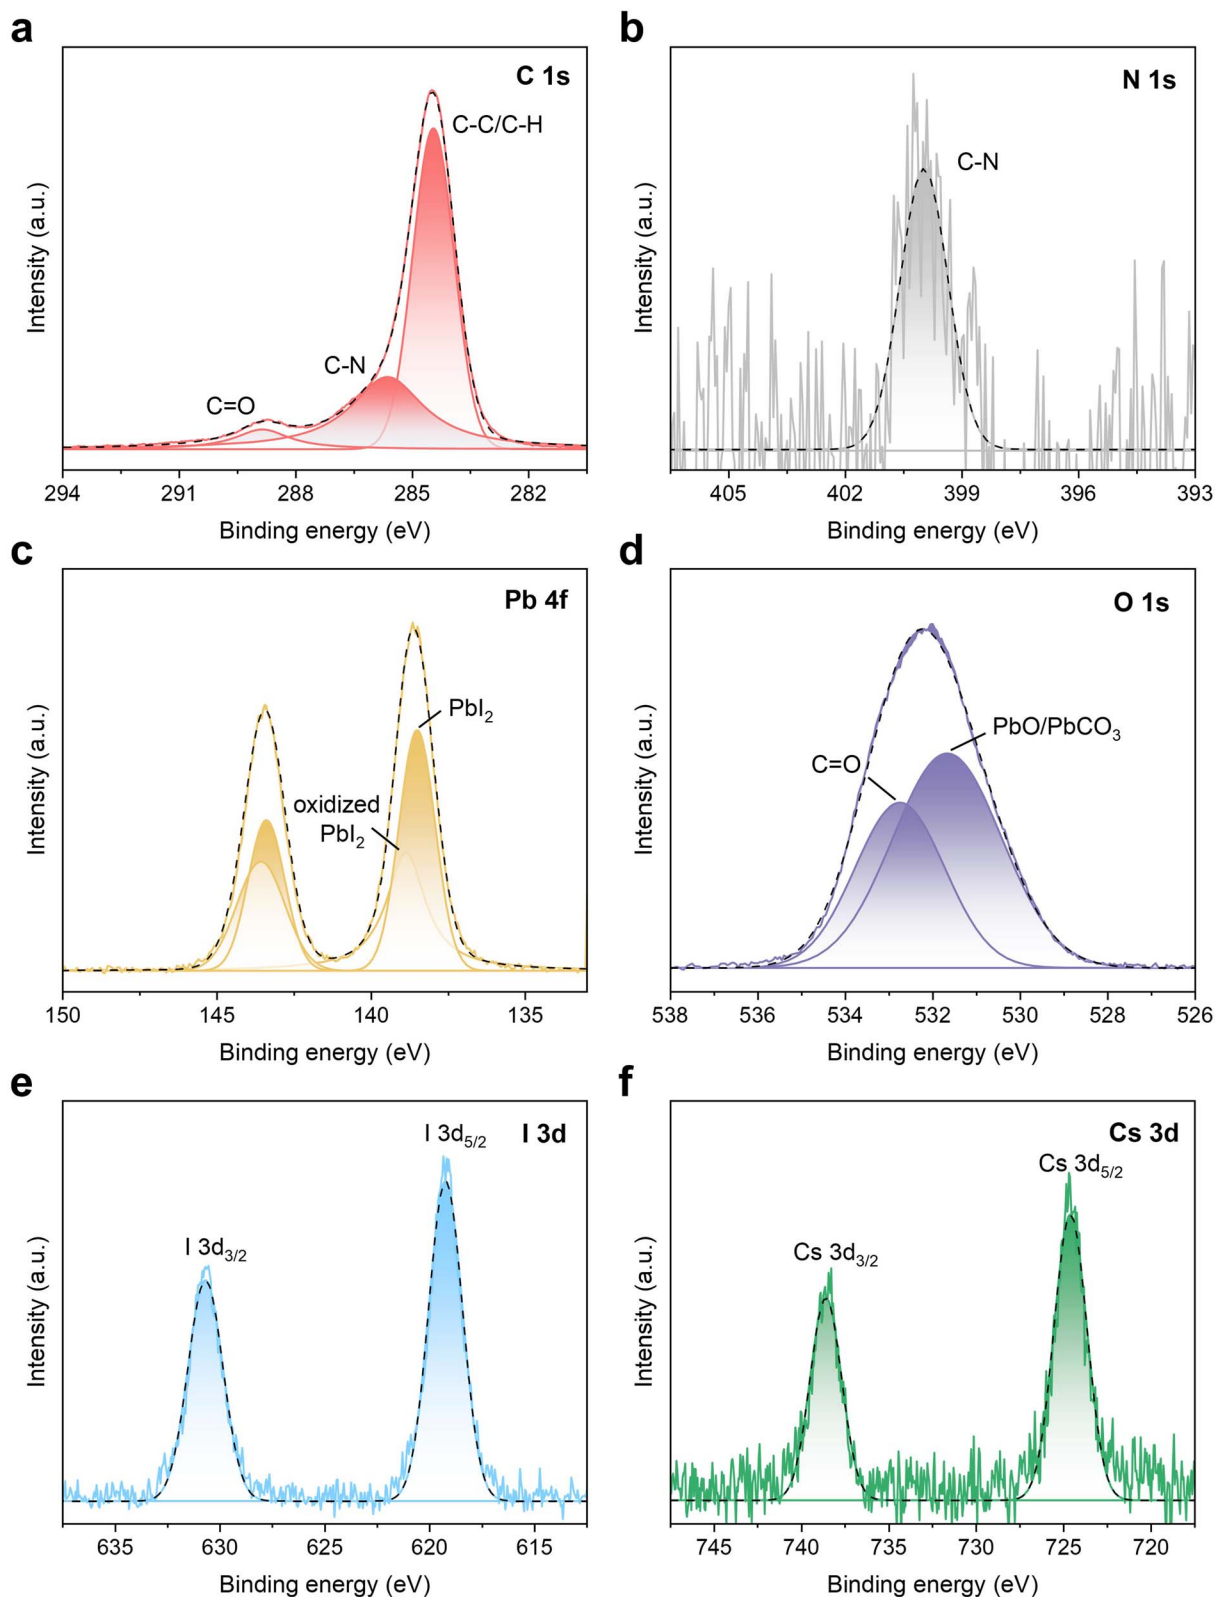 a
C 1s
C-C/C-H
C-N
C=O
Intensity (a.u.)
294 291 288 285 282
Binding energy (eV)
b
N 1s
C-N
Intensity (a.u.)
405 402 399 396 393
Binding energy (eV)
c
Pb 4f
PbI₂
oxidized
PbI₂
Intensity (a.u.)
150 145 140 135
Binding energy (eV)
d
O 1s
PbO/PbCO₃
C=O
Intensity (a.u.)
538 536 534 532 530 528 526
Binding energy (eV)
e
I 3d
I 3d₅/₂
I 3d₃/₂
Intensity (a.u.)
635 630 625 620 615
Binding energy (eV)
f
Cs 3d
Cs 3d₅/₂
Cs 3d₃/₂
Intensity (a.u.)
745 740 735 730 725 720
Binding energy (eV)